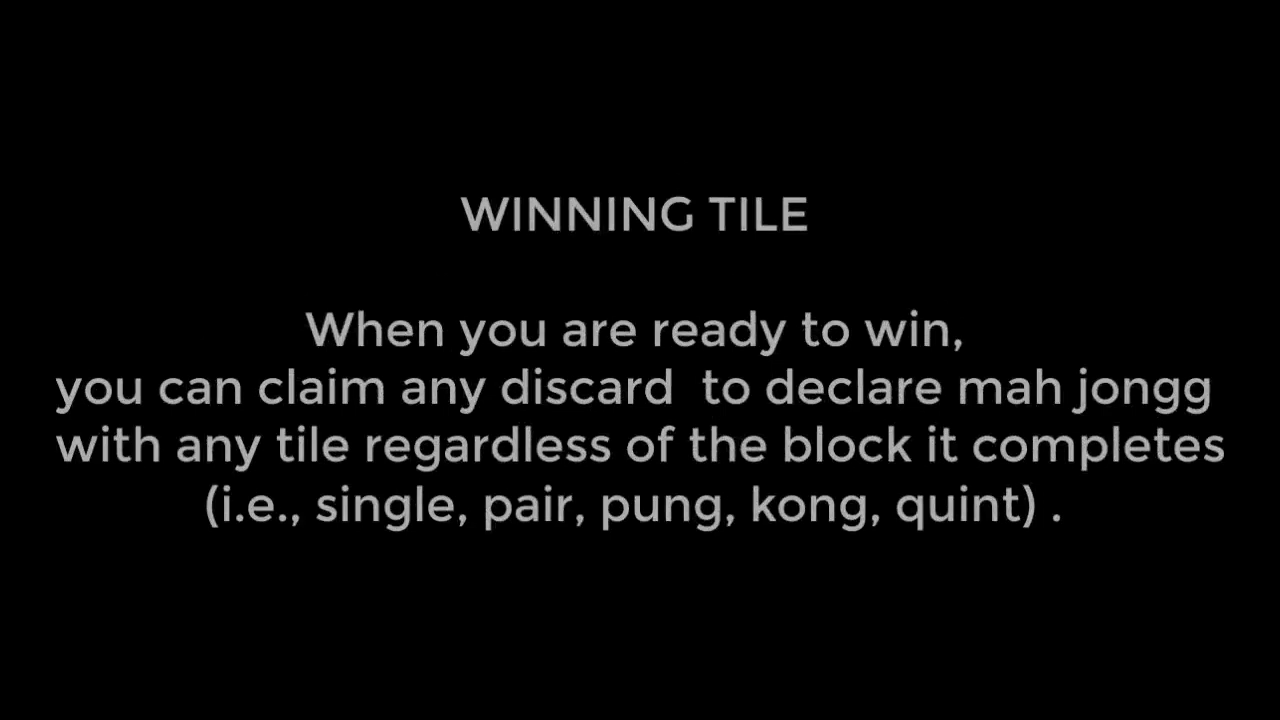 WINNING TILE
When you are ready to win,
you can claim any discard  to declare mah jongg
with any tile regardless of the block it completes
(i.e., single, pair, pung, kong, quint) .